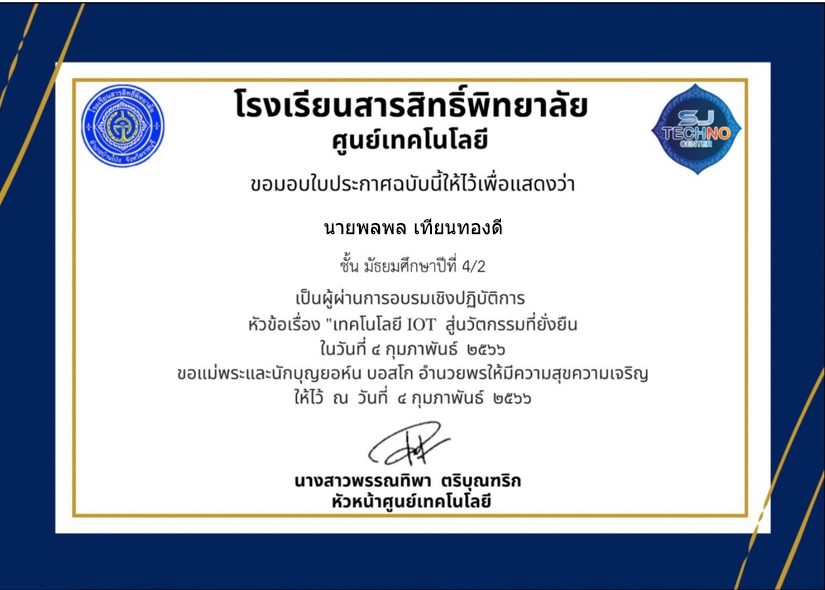 โรงเรียนสารสิทธิ์พิทยาลัย
ศูนย์เทคโนโลยี
SJ
TECHNO
CENTER
ขอมอบใบประกาศฉบับนี้ให้ไว้เพื่อแสดงว่า
นายพลพล เทียนทองดี
ชั้น มัธยมศึกษาปีที่ 4/2
เป็นผู้ผ่านการอบรมเชิงปฏิบัติการ
หัวข้อเรื่อง "เทคโนโลยี IOT สู่นวัตกรรมที่ยั่งยืน
ในวันที่ ๔ กุมภาพันธ์ ๒๕๖๖
ขอแม่พระและนักบุญยอห์น บอสโก อำนวยพรให้มีความสุขความเจริญ
ให้ไว้ ณ วันที่ ๔ กุมภาพันธ์ ๒๕๖๖
นางสาวพรรณทิพา ตริบุณฑริก
หัวหน้าศูนย์เทคโนโลยี